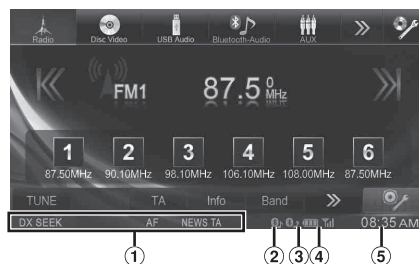 Radio Disc Video USB Audio Bluetooth-Audio AUX
FM1 87.50 MHz
1 2 3 4 5 6
87.50MHz 90.10MHz 98.10MHz 106.10MHz 108.00MHz 87.50MHz
TUNE TA Info Band
DX SEEK AF NEWS TA 08:35 AM
1 2 3 4 5